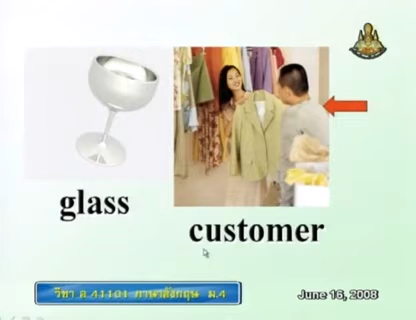 glass
customer
วิชา อ.41101 ภาษาอังกฤษ ม.4
June 16, 2008